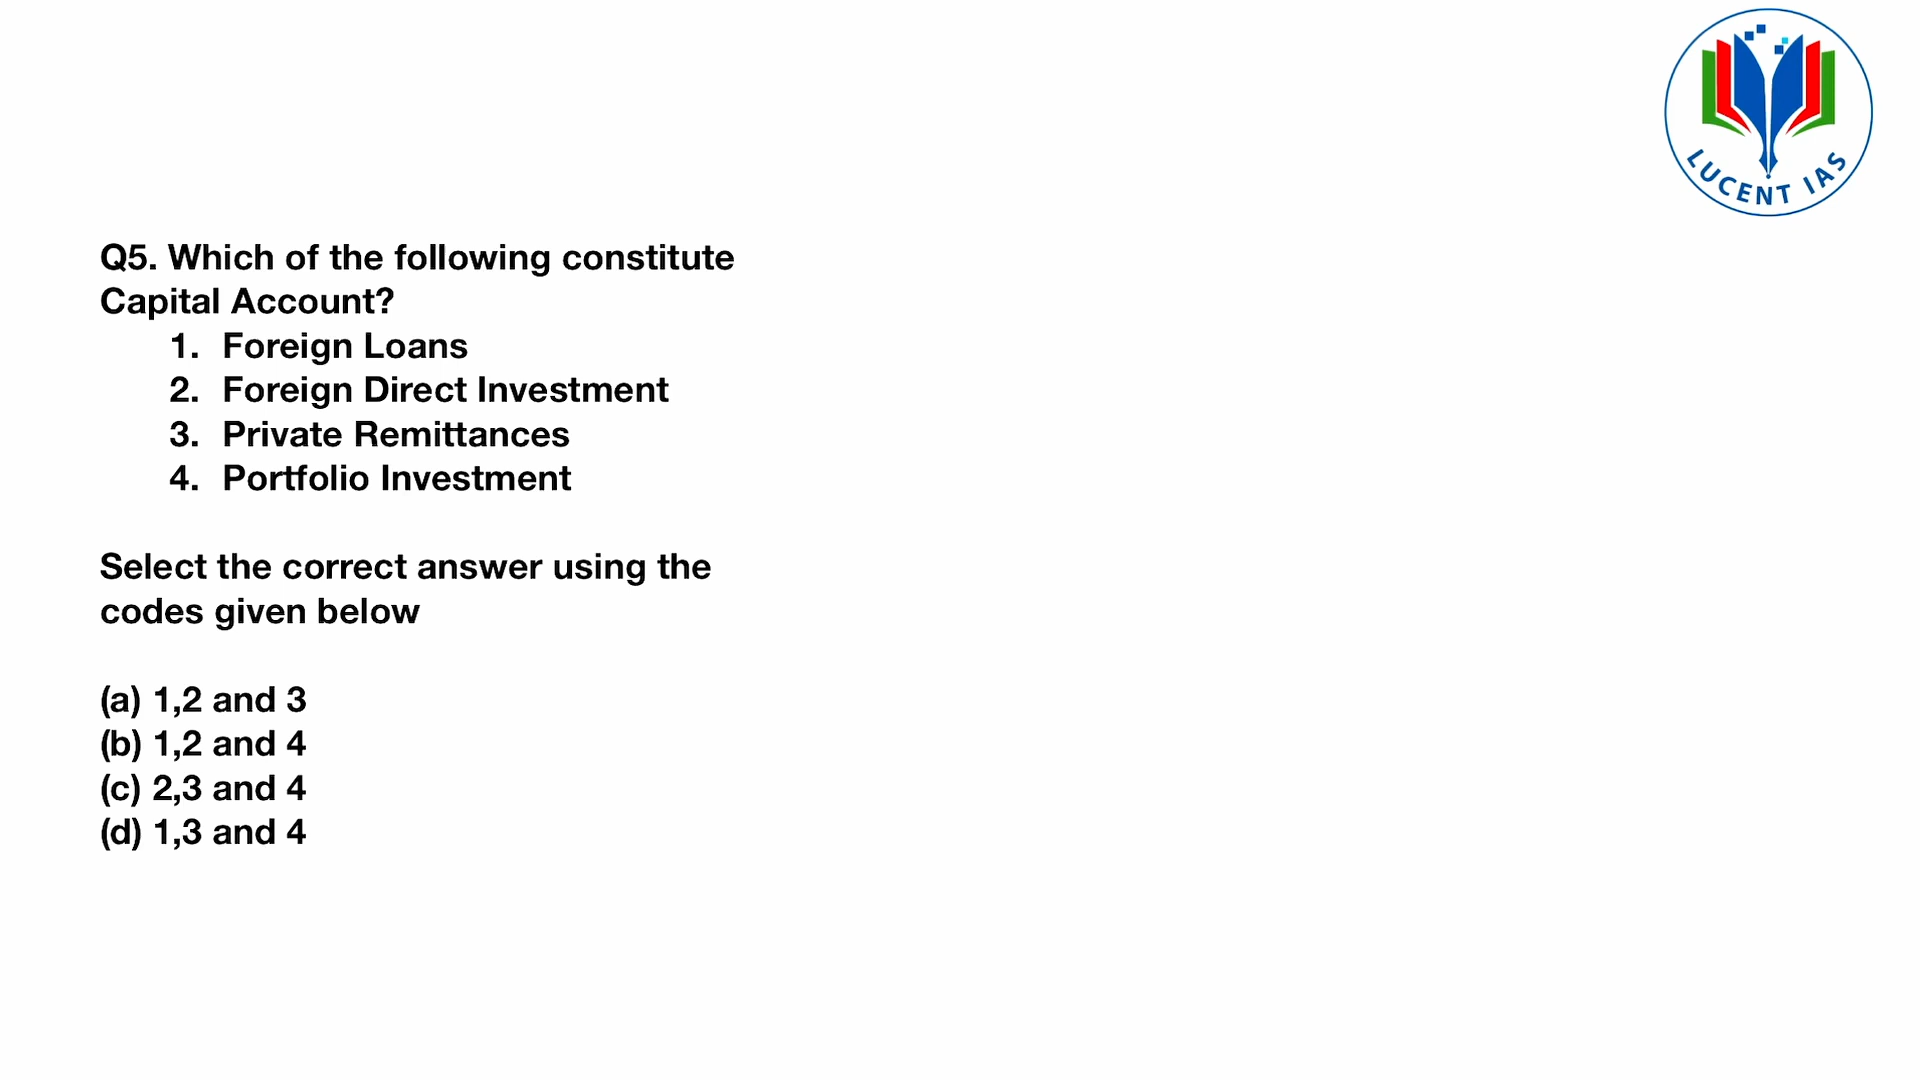 LUCENT IAS
Q5. Which of the following constitute
Capital Account?
1. Foreign Loans
2. Foreign Direct Investment
3. Private Remittances
4. Portfolio Investment
Select the correct answer using the
codes given below
(a) 1,2 and 3
(b) 1,2 and 4
(c) 2,3 and 4
(d) 1,3 and 4